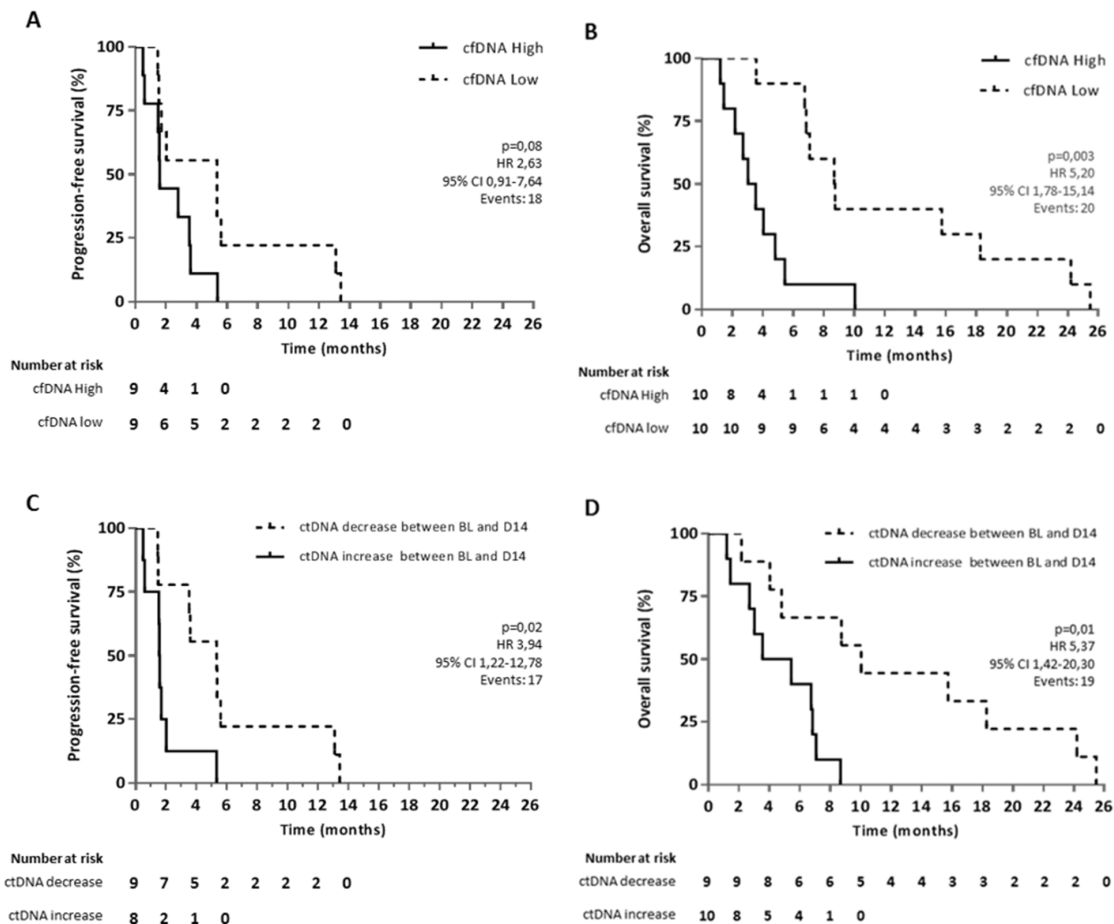 A
100
75
50
25
0
Progression-free survival (%)
cfDNA High
cfDNA Low
p=0,08
HR 2,63
95% CI 0,91-7,64
Events: 18
0 2 4 6 8 10 12 14 16 18 20 22 24 26
Time (months)
Number at risk
cfDNA High 9 4 1 0
cfDNA low 9 6 5 2 2 2 2 0
B
100
75
50
25
0
Overall survival (%)
cfDNA High
cfDNA Low
p=0,003
HR 5,20
95% CI 1,78-15,14
Events: 20
0 2 4 6 8 10 12 14 16 18 20 22 24 26
Time (months)
Number at risk
cfDNA High 10 8 4 1 1 1 0
cfDNA low 10 10 9 9 6 4 4 4 3 3 2 2 2 0
C
100
75
50
25
0
Progression-free survival (%)
ctDNA decrease between BL and D14
ctDNA increase between BL and D14
p=0,02
HR 3,94
95% CI 1,22-12,78
Events: 17
0 2 4 6 8 10 12 14 16 18 20 22 24 26
Time (months)
Number at risk
ctDNA decrease 9 7 5 2 2 2 2 0
ctDNA increase 8 2 1 0
D
100
75
50
25
0
Overall survival (%)
ctDNA decrease between BL and D14
ctDNA increase between BL and D14
p=0,01
HR 5,37
95% CI 1,42-20,30
Events: 19
0 2 4 6 8 10 12 14 16 18 20 22 24 26
Time (months)
Number at risk
ctDNA decrease 9 9 8 6 6 5 4 4 3 3 2 2 2 0
ctDNA increase 10 8 5 4 1 0